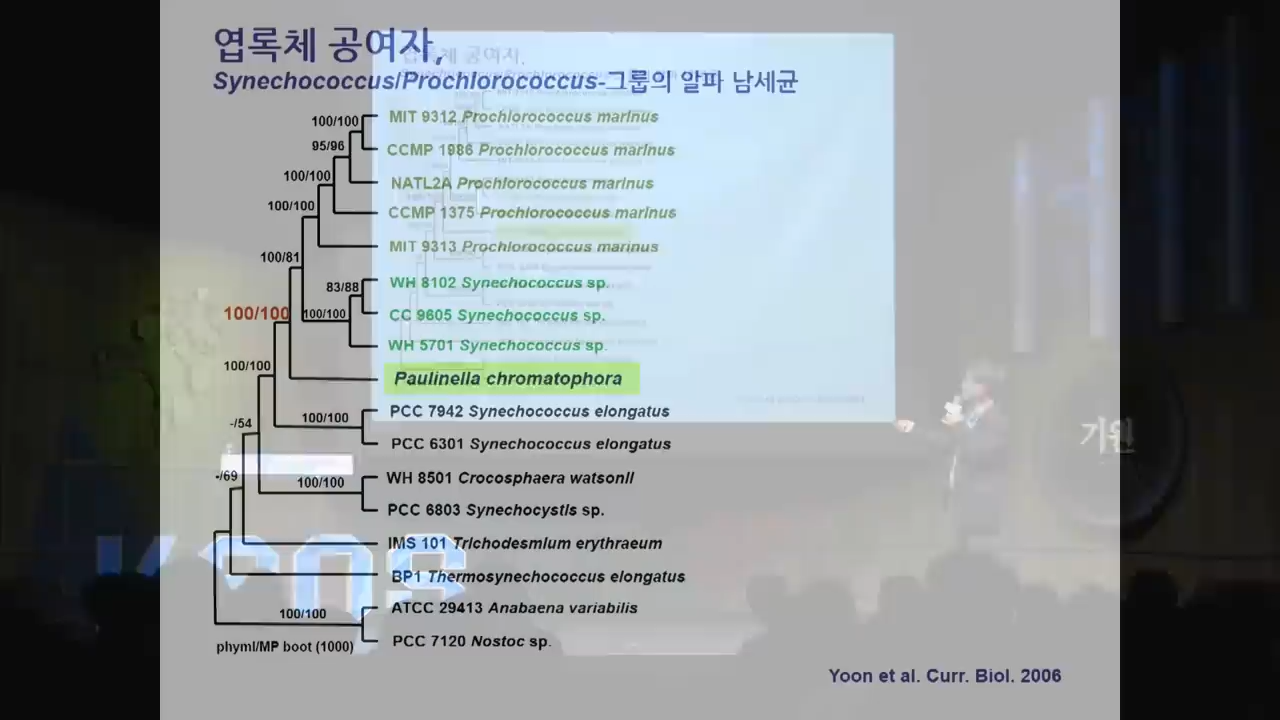 엽록체 공여자,
Synechococcus/Prochlorococcus-그룹의 알파 남세균
100/100
MIT 9312 Prochlorococcus marinus
95/96
CCMP 1986 Prochlorococcus marinus
100/100
NATL2A Prochlorococcus marinus
100/100
CCMP 1375 Prochlorococcus marinus
MIT 9313 Prochlorococcus marinus
100/81
83/88
WH 8102 Synechococcus sp.
100/100
100/100
CC 9605 Synechococcus sp.
WH 5701 Synechococcus sp.
100/100
Paulinella chromatophora
100/100
PCC 7942 Synechococcus elongatus
-/54
PCC 6301 Synechococcus elongatus
-/69
100/100
WH 8501 Crocosphaera watsonii
PCC 6803 Synechocystis sp.
IMS 101 Trichodesmium erythraeum
BP1 Thermosynechococcus elongatus
100/100
ATCC 29413 Anabaena variabilis
PCC 7120 Nostoc sp.
phyml/MP boot (1000)
Yoon et al. Curr. Biol. 2006
기원